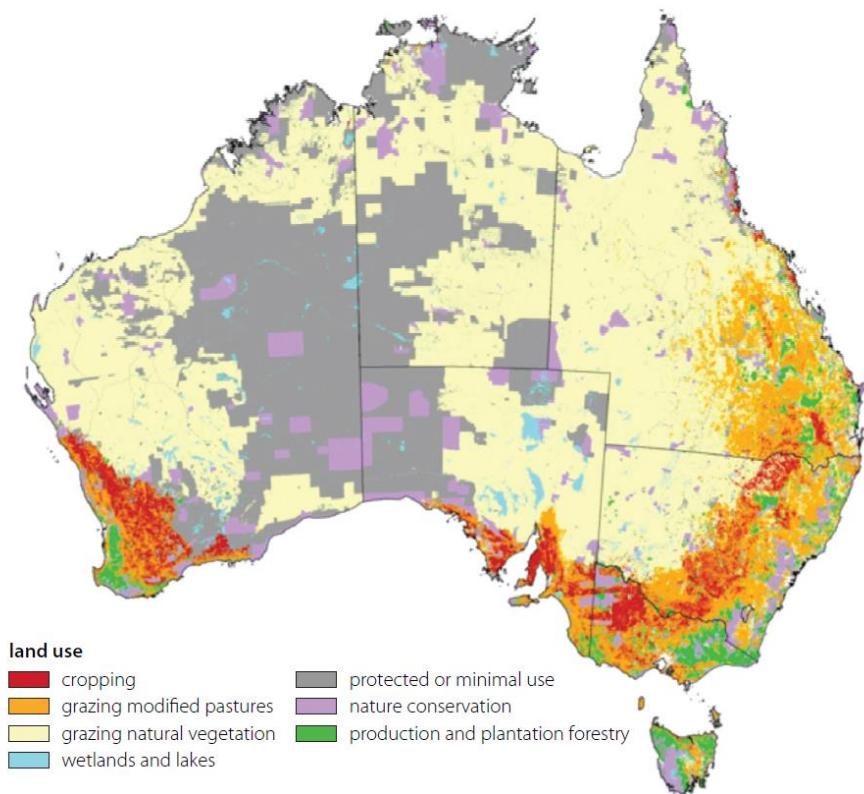 land use
cropping
grazing modified pastures
grazing natural vegetation
wetlands and lakes
protected or minimal use
nature conservation
production and plantation forestry